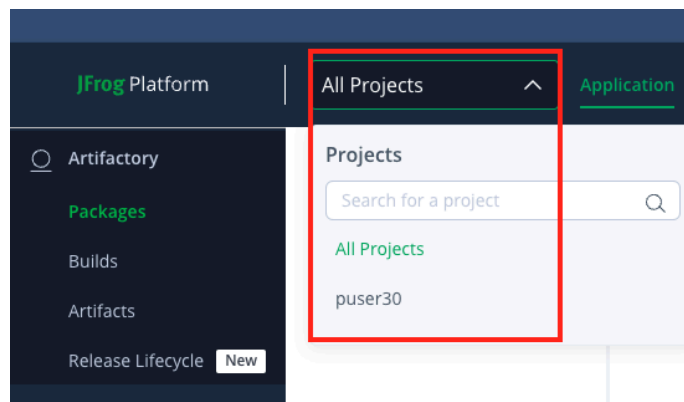 JFrog Platform
All Projects
Application
Artifactory
Packages
Builds
Artifacts
Release Lifecycle New
Projects
Search for a project
All Projects
puser30